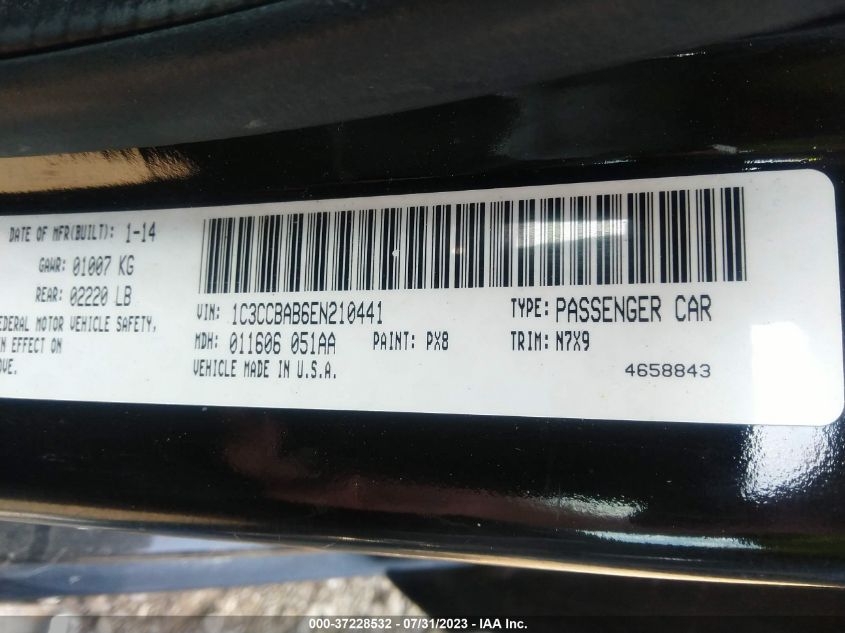 DATE OF MFR(BUILT): 1-14
GAWR: 01007 KG
REAR: 02220 LB
EDERAL MOTOR VEHICLE SAFETY,
N EFFECT ON
VE.
VIN: 1C3CCBAB6EN210441 TYPE: PASSENGER CAR
MDH: 011606 051AA PAINT: PX8 TRIM: N7X9
VEHICLE MADE IN U.S.A. 4658843
000-37228532 - 07/31/2023 - IAA Inc.